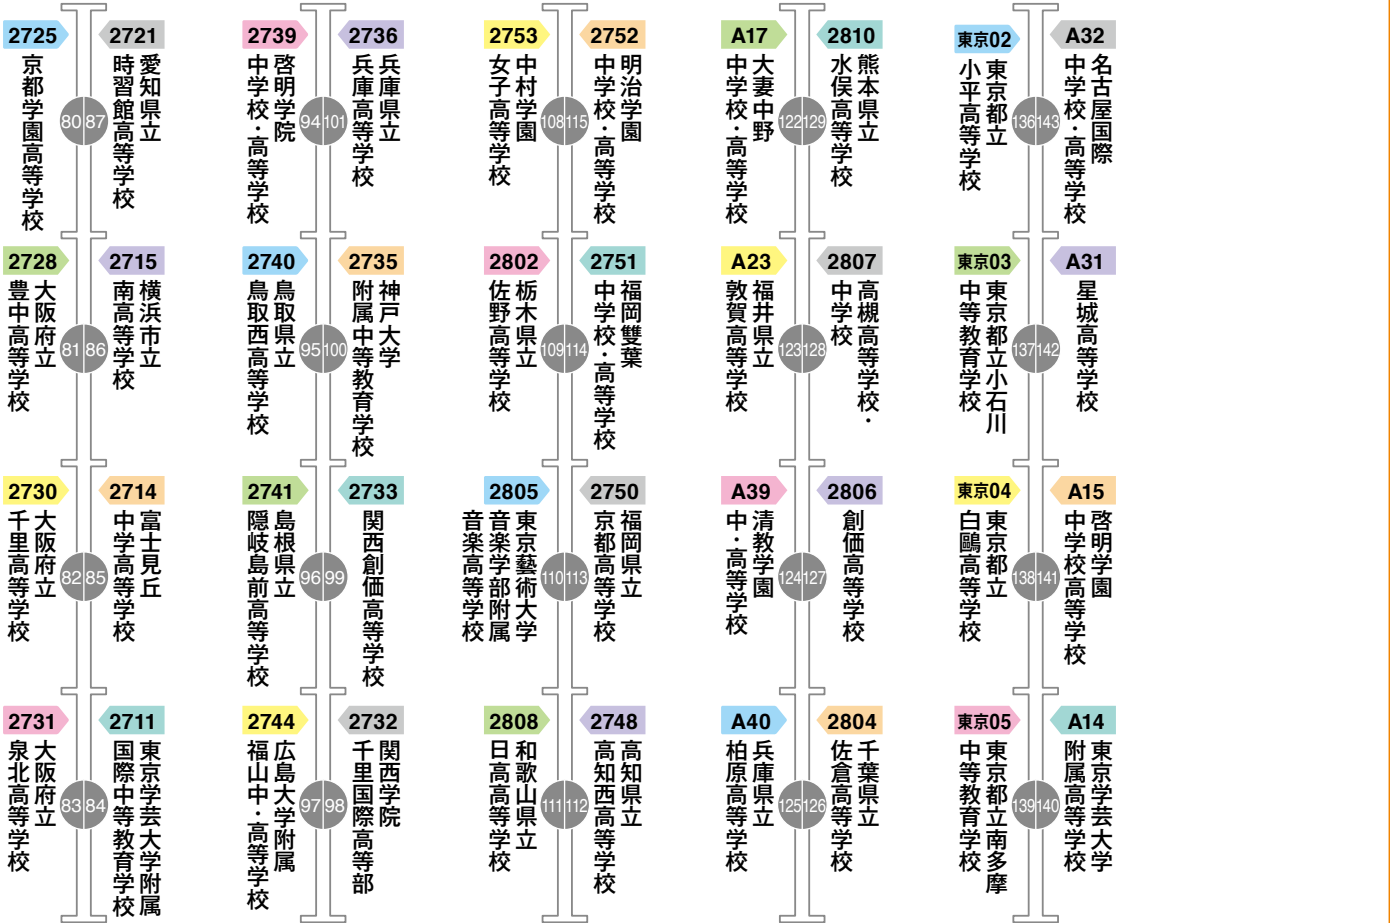 2725
京都学園高等学校
80
87
2721
愛知県立
時習館高等学校
2739
啓明学院
中学校・高等学校
94
101
2736
兵庫県立
兵庫高等学校
2753
中村学園
女子高等学校
108
115
2752
明治学園
中学校・高等学校
A17
大妻中野
中学校・高等学校
122
129
2810
熊本県立
水俣高等学校
東京02
東京都立
小平高等学校
136
143
A32
名古屋国際
中学校・高等学校
2728
大阪府立
豊中高等学校
81
86
2715
横浜市立
南高等学校
2740
鳥取県立
鳥取西高等学校
95
100
2735
神戸大学
附属中等教育学校
2802
栃木県立
佐野高等学校
109
114
2751
福岡雙葉
中学校・高等学校
A23
福井県立
敦賀高等学校
123
128
2807
高槻高等学校・
中学校
東京03
東京都立小石川
中等教育学校
137
142
A31
星城高等学校
2730
大阪府立
千里高等学校
82
85
2714
富士見丘
中学高等学校
2741
島根県立
隠岐島前高等学校
96
99
2733
関西創価高等学校
2805
東京藝術大学
音楽学部附属
音楽高等学校
110
113
2750
福岡県立
京都高等学校
A39
清教学園
中・高等学校
124
127
2806
創価高等学校
東京04
東京都立
白鷗高等学校
138
141
A15
啓明学園
中学校高等学校
2731
大阪府立
泉北高等学校
83
84
2711
東京学芸大学附属
国際中等教育学校
2744
広島大学附属
福山中・高等学校
97
98
2732
関西学院
千里国際高等部
2808
和歌山県立
日高高等学校
111
112
2748
高知県立
高知西高等学校
A40
兵庫県立
柏原高等学校
125
126
2804
千葉県立
佐倉高等学校
東京05
東京都立南多摩
中等教育学校
139
140
A14
東京学芸大学
附属高等学校